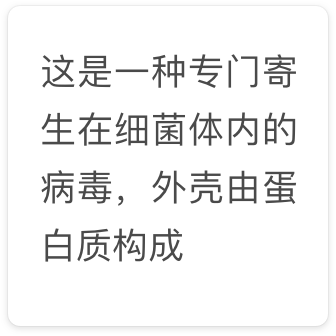 这是一种专门寄
生在细菌体内的
病毒，外壳由蛋
白质构成